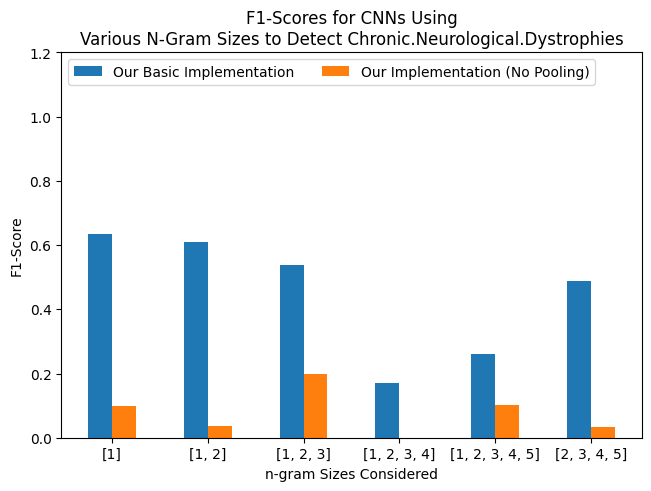 F1-Scores for CNNs Using
Various N-Gram Sizes to Detect Chronic.Neurological.Dystrophies
Our Basic Implementation
Our Implementation (No Pooling)
F1-Score
1.2
1.0
0.8
0.6
0.4
0.2
0.0
[1]
[1, 2]
[1, 2, 3]
[1, 2, 3, 4]
[1, 2, 3, 4, 5]
[2, 3, 4, 5]
n-gram Sizes Considered